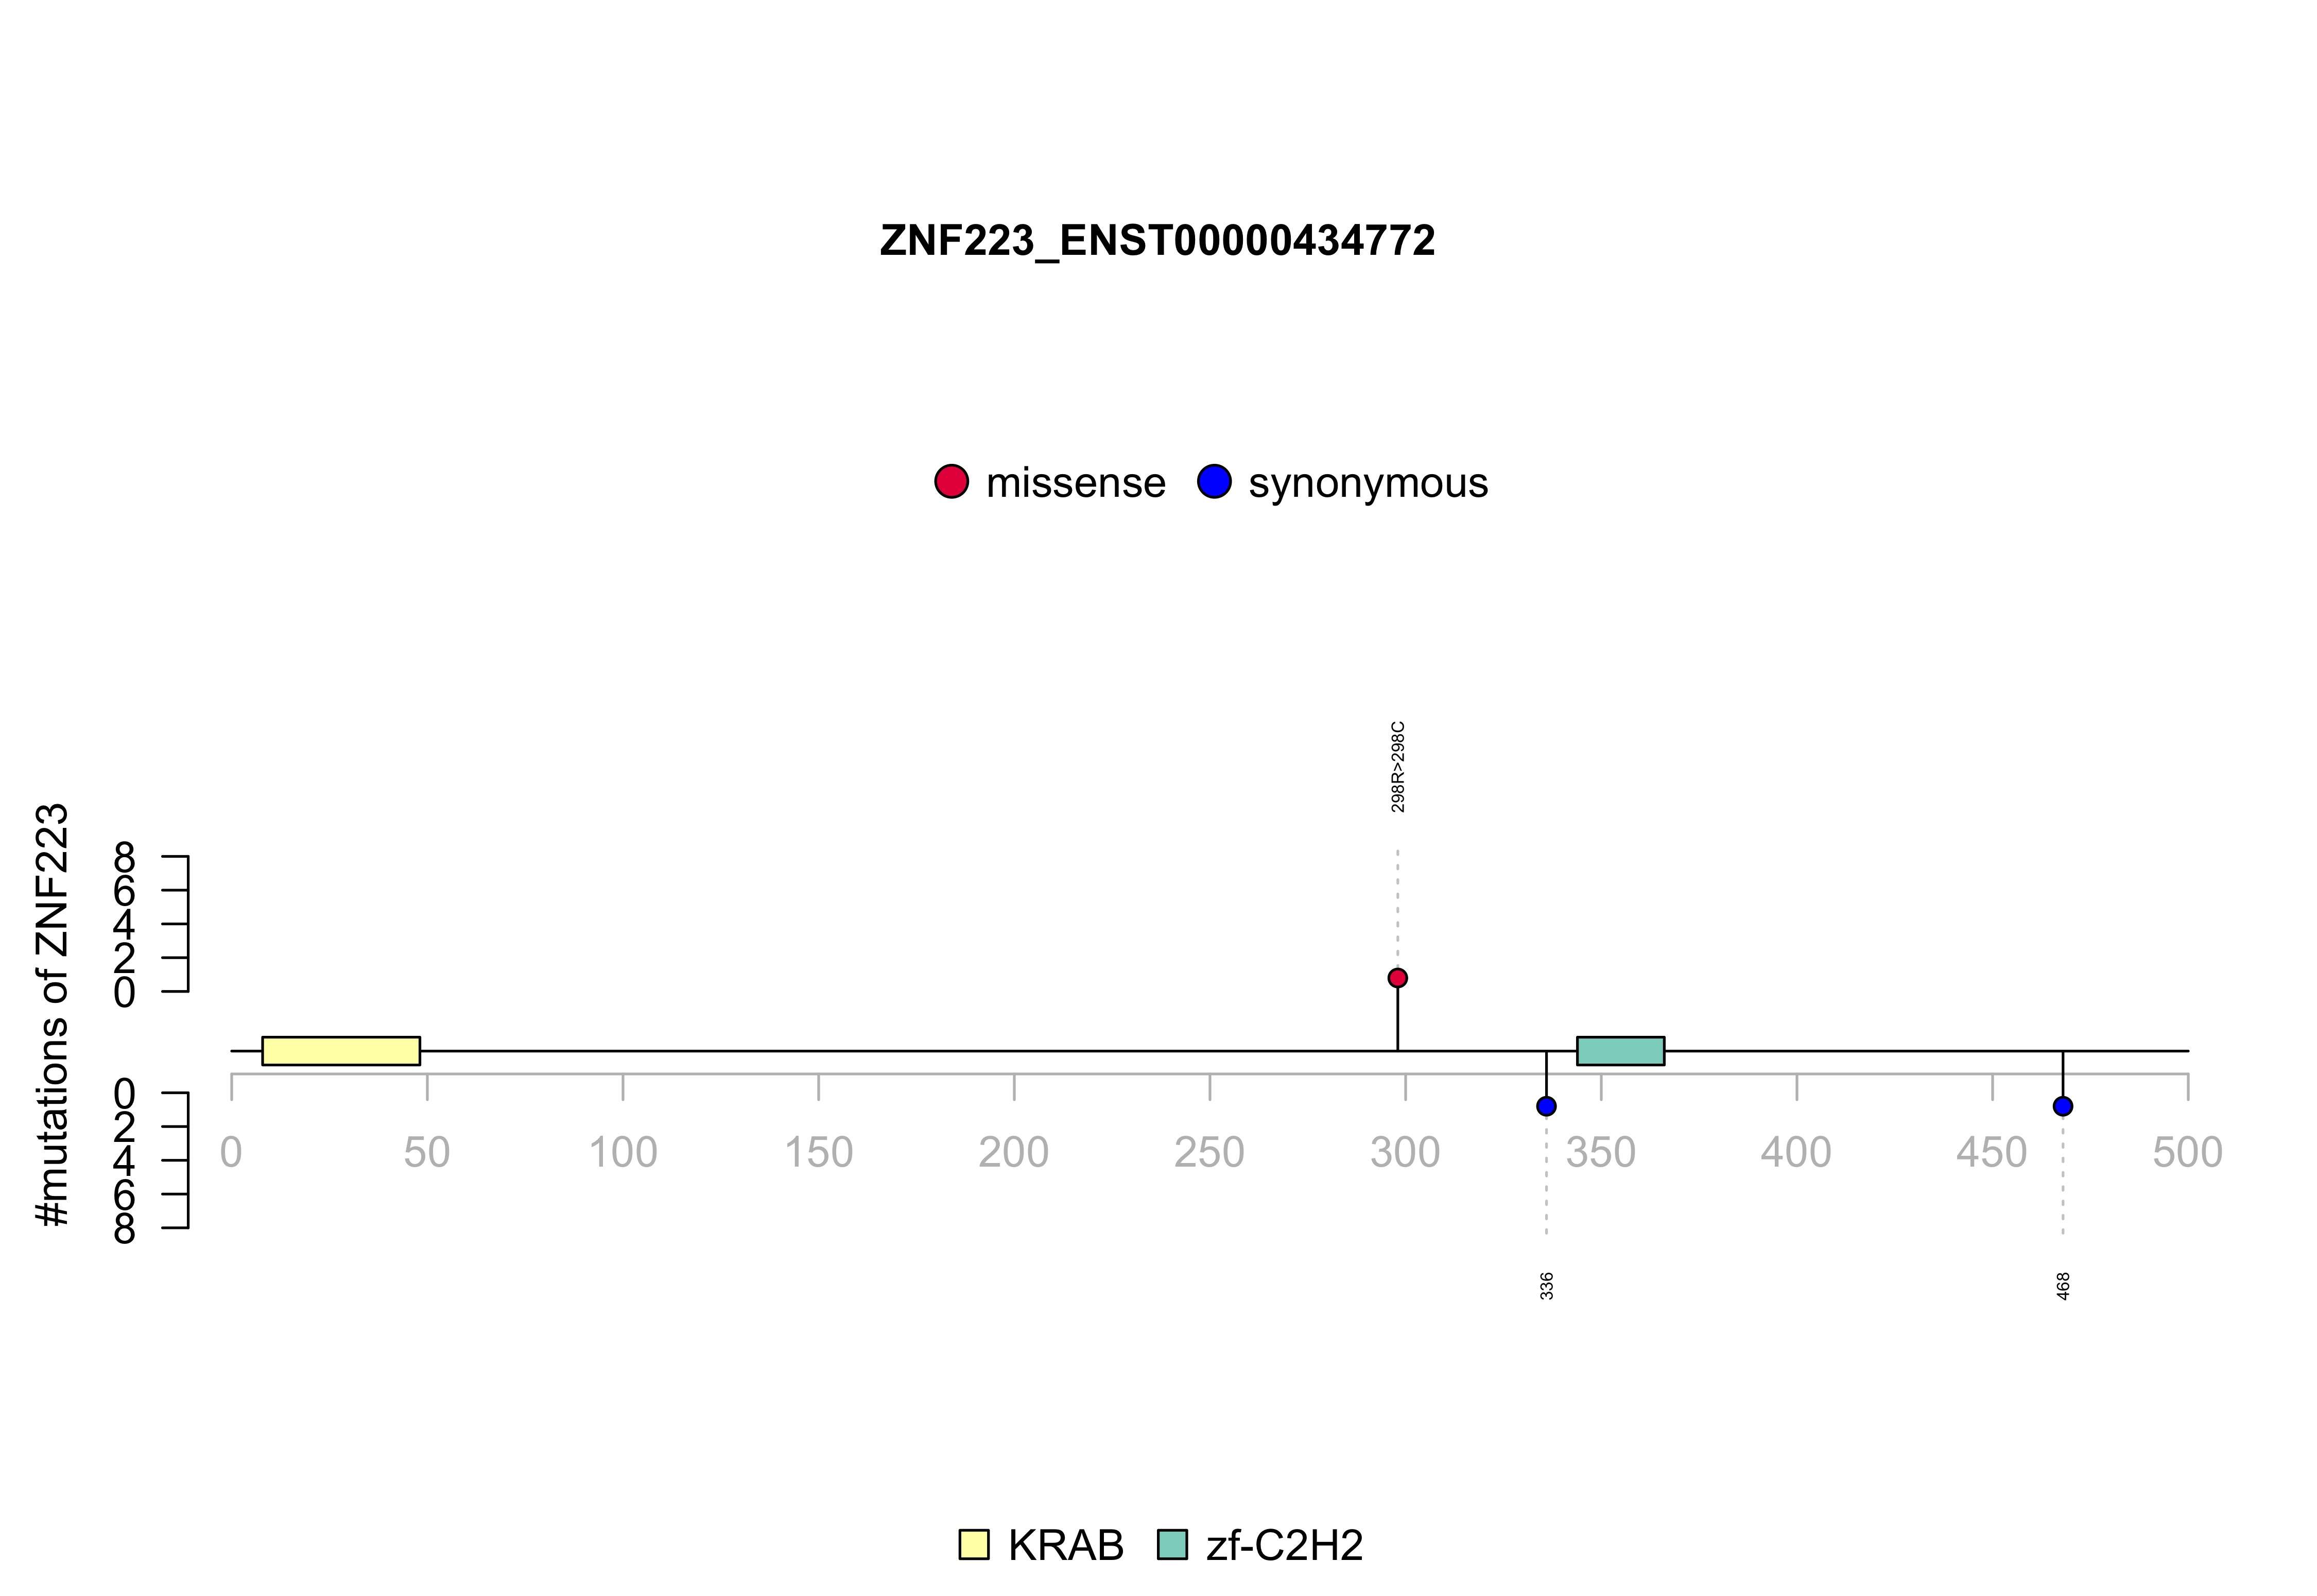 ZNF223_ENST00000434772
missense synonymous
298R>298C
#mutations of ZNF223
8
6
4
2
0
0
2
4
6
8
0 50 100 150 200 250 300 350 400 450 500
336 468
KRAB zf-C2H2